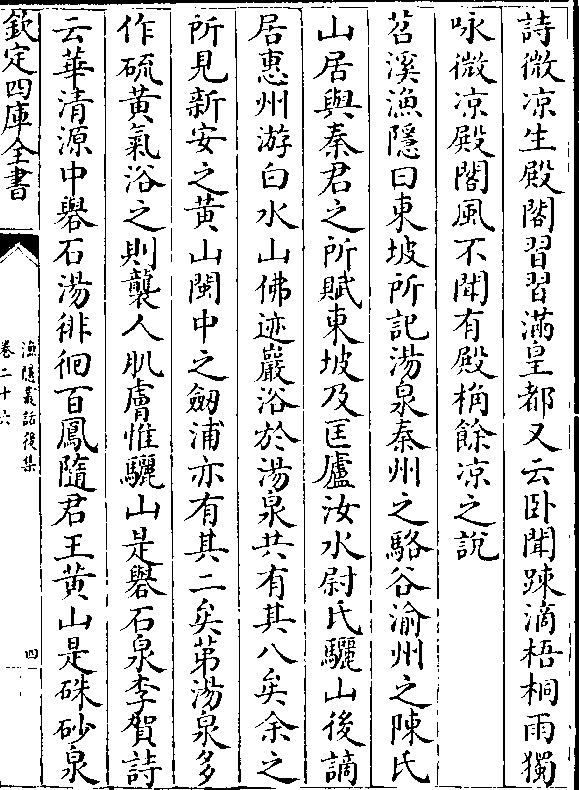 詩微凉生殿閣習習滿皇都又云卧聞踈滴梧桐雨獨
咏微凉殿閣風不聞有殿桷餘凉之說
苕溪漁隱曰東坡所記湯泉秦州之駱谷渝州之陳氏
山居與秦君之所賦東坡及匡廬汝水尉氏驪山後謫
居惠州游白水山佛迹巖浴於湯泉共有其八矣余之
所見新安之黃山閩中之劒浦亦有其二矣第湯泉多
作硫黃氣浴之則襲人肌膚惟驪山是礜石泉李賀詩
云華清源中礜石湯徘徊百鳳隨君王黃山是硃砂泉
欽定四庫全書
漁隱叢話後集
卷二十六
四